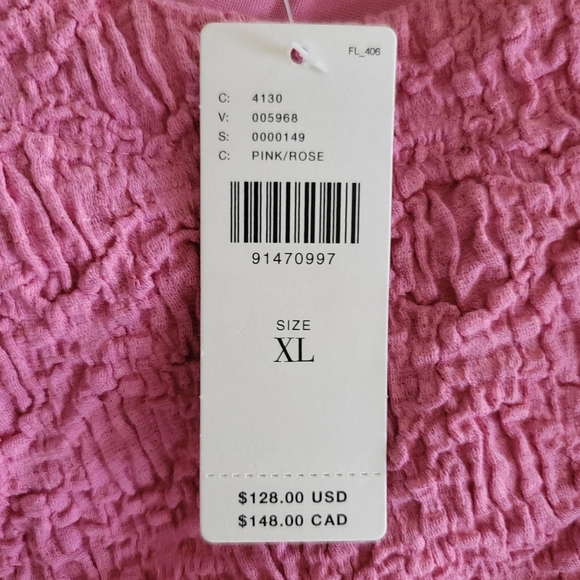 FL_406
C: 4130
V: 005968
S: 0000149
C: PINK/ROSE
91470997
SIZE
XL
$128.00 USD
$148.00 CAD